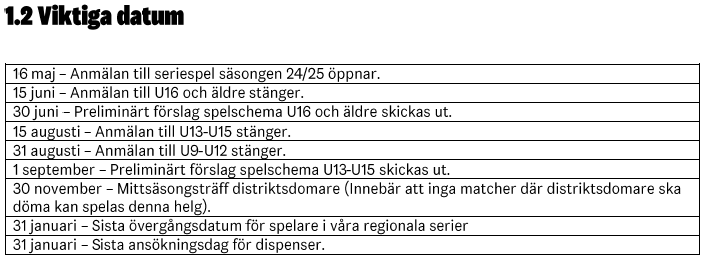 1.2 Viktiga datum
16 maj – Anmälan till seriespel säsongen 24/25 öppnar.
15 juni – Anmälan till U16 och äldre stänger.
30 juni – Preliminärt förslag spelschema U16 och äldre skickas ut.
15 augusti – Anmälan till U13-U15 stänger.
31 augusti – Anmälan till U9-U12 stänger.
1 september – Preliminärt förslag spelschema U13-U15 skickas ut.
30 november – Mittsäsongsträff distriktsdomare (Innebär att inga matcher där distriktsdomare ska
döma kan spelas denna helg).
31 januari – Sista övergångsdatum för spelare i våra regionala serier
31 januari – Sista ansökningsdag för dispenser.